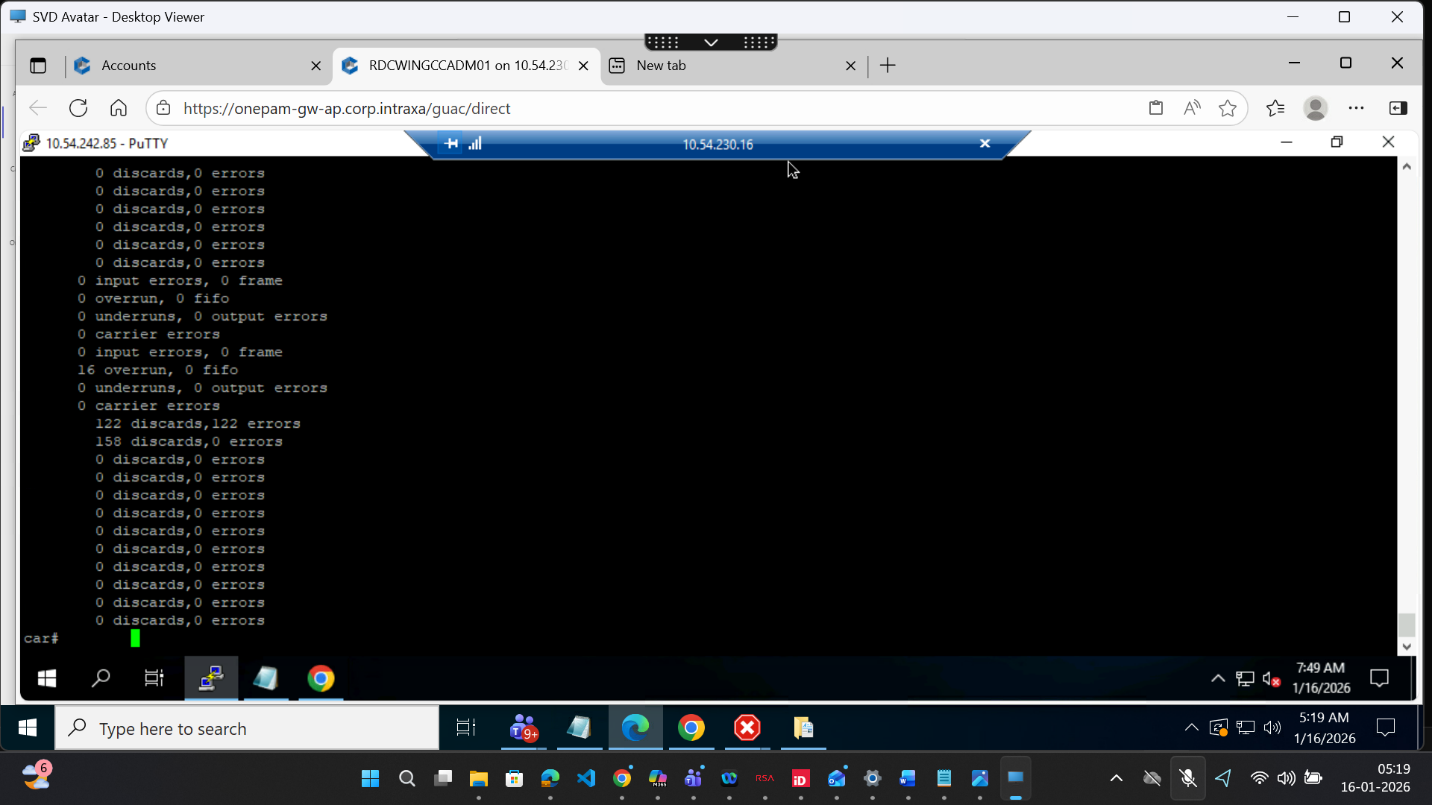 SVD Avatar - Desktop Viewer
Accounts
RDCWINGCCADM01 on 10.54.230
New tab
https://onepam-gw-ap.corp.intraxa/guac/direct
10.54.242.85 - PuTTY
10.54.230.16
0 discards,0 errors
0 discards,0 errors
0 discards,0 errors
0 discards,0 errors
0 discards,0 errors
0 discards,0 errors
0 input errors, 0 frame
0 overrun, 0 fifo
0 underruns, 0 output errors
0 carrier errors
0 input errors, 0 frame
16 overrun, 0 fifo
0 underruns, 0 output errors
0 carrier errors
122 discards,122 errors
158 discards,0 errors
0 discards,0 errors
0 discards,0 errors
0 discards,0 errors
0 discards,0 errors
0 discards,0 errors
0 discards,0 errors
0 discards,0 errors
0 discards,0 errors
0 discards,0 errors
0 discards,0 errors
car#
7:49 AM
1/16/2026
Type here to search
9+
5:19 AM
1/16/2026
6
M365
RSA
iD
05:19
16-01-2026